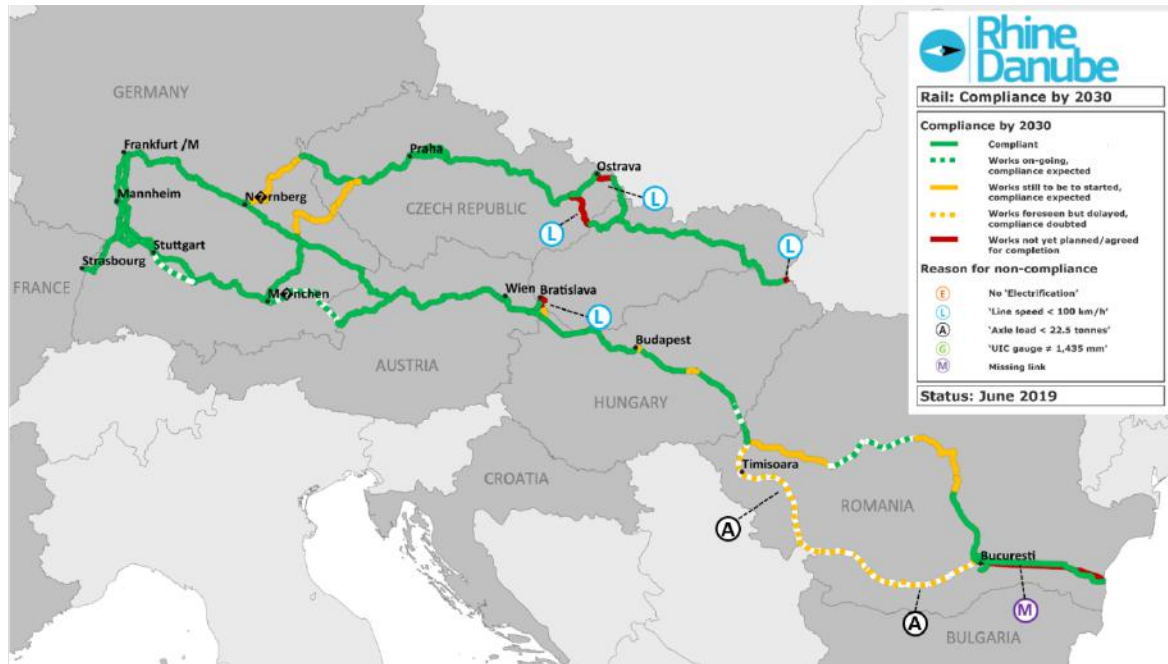 Rhine
Danube
Rail: Compliance by 2030
Compliance by 2030
Compliant
Works on-going,
compliance expected
Works still to be to started,
compliance expected
Works foreseen but delayed,
compliance doubted
Works not yet planned/agreed
for completion
Reason for non-compliance
E No 'Electrification'
L 'Line speed < 100 km/h'
A 'Axle load < 22.5 tonnes'
G 'UIC gauge ≠ 1,435 mm'
M Missing link
Status: June 2019
GERMANY
Frankfurt /M
Praha
Ostrava
L
Mannheim
N�rnberg
CZECH REPUBLIC
L
Stuttgart
L
Strasbourg
FRANCE
M�nchen
Wien
Bratislava
L
Budapest
AUSTRIA
HUNGARY
Timisoara
CROATIA
ROMANIA
A
Bucuresti
A
M
BULGARIA